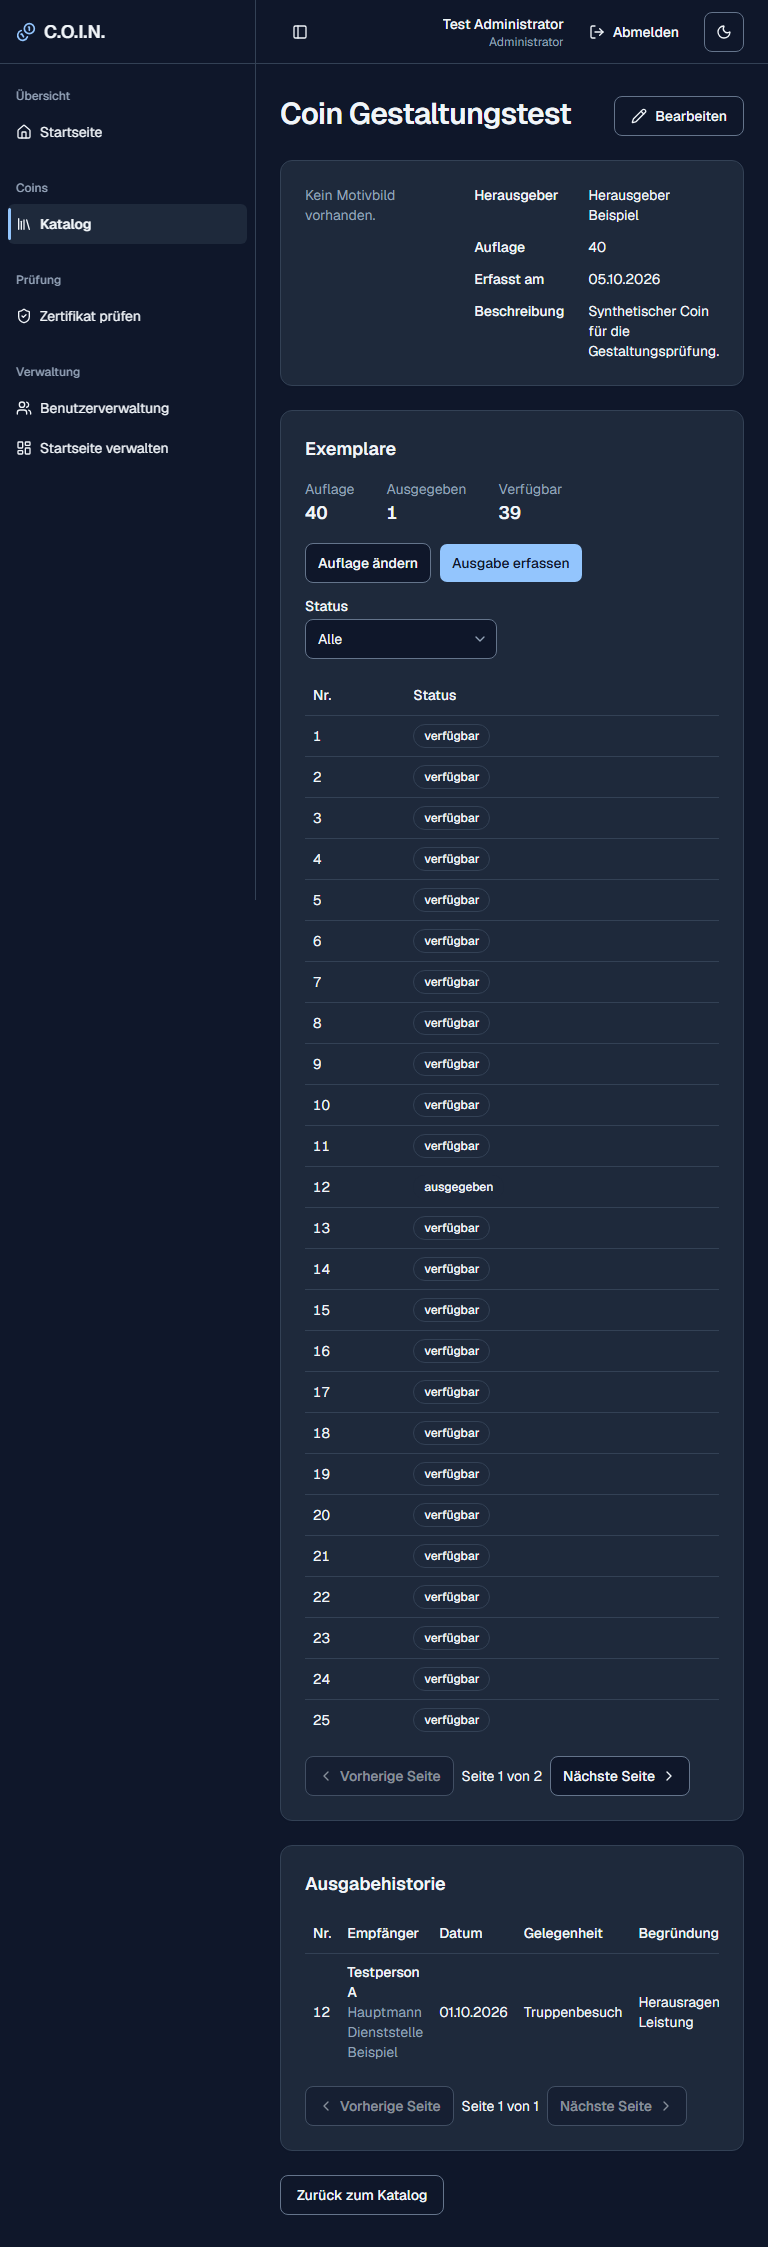 C.O.I.N.
Test Administrator
Administrator
Abmelden
Übersicht
Startseite
Coins
Katalog
Prüfung
Zertifikat prüfen
Verwaltung
Benutzerverwaltung
Startseite verwalten
Coin Gestaltungstest
Bearbeiten
Kein Motivbild
vorhanden.
Herausgeber
Herausgeber
Beispiel
Auflage
40
Erfasst am
05.10.2026
Beschreibung
Synthetischer Coin
für die
Gestaltungsprüfung.
Exemplare
Auflage Ausgegeben Verfügbar
40 1 39
Auflage ändern Ausgabe erfassen
Status
Alle
Nr. Status
1 verfügbar
2 verfügbar
3 verfügbar
4 verfügbar
5 verfügbar
6 verfügbar
7 verfügbar
8 verfügbar
9 verfügbar
10 verfügbar
11 verfügbar
12 ausgegeben
13 verfügbar
14 verfügbar
15 verfügbar
16 verfügbar
17 verfügbar
18 verfügbar
19 verfügbar
20 verfügbar
21 verfügbar
22 verfügbar
23 verfügbar
24 verfügbar
25 verfügbar
Vorherige Seite Seite 1 von 2 Nächste Seite
Ausgabehistorie
Nr. Empfänger Datum Gelegenheit Begründung
Testperson
A
Hauptmann
Dienststelle
Beispiel
12 01.10.2026 Truppenbesuch
Herausragen
Leistung
Vorherige Seite Seite 1 von 1 Nächste Seite
Zurück zum Katalog